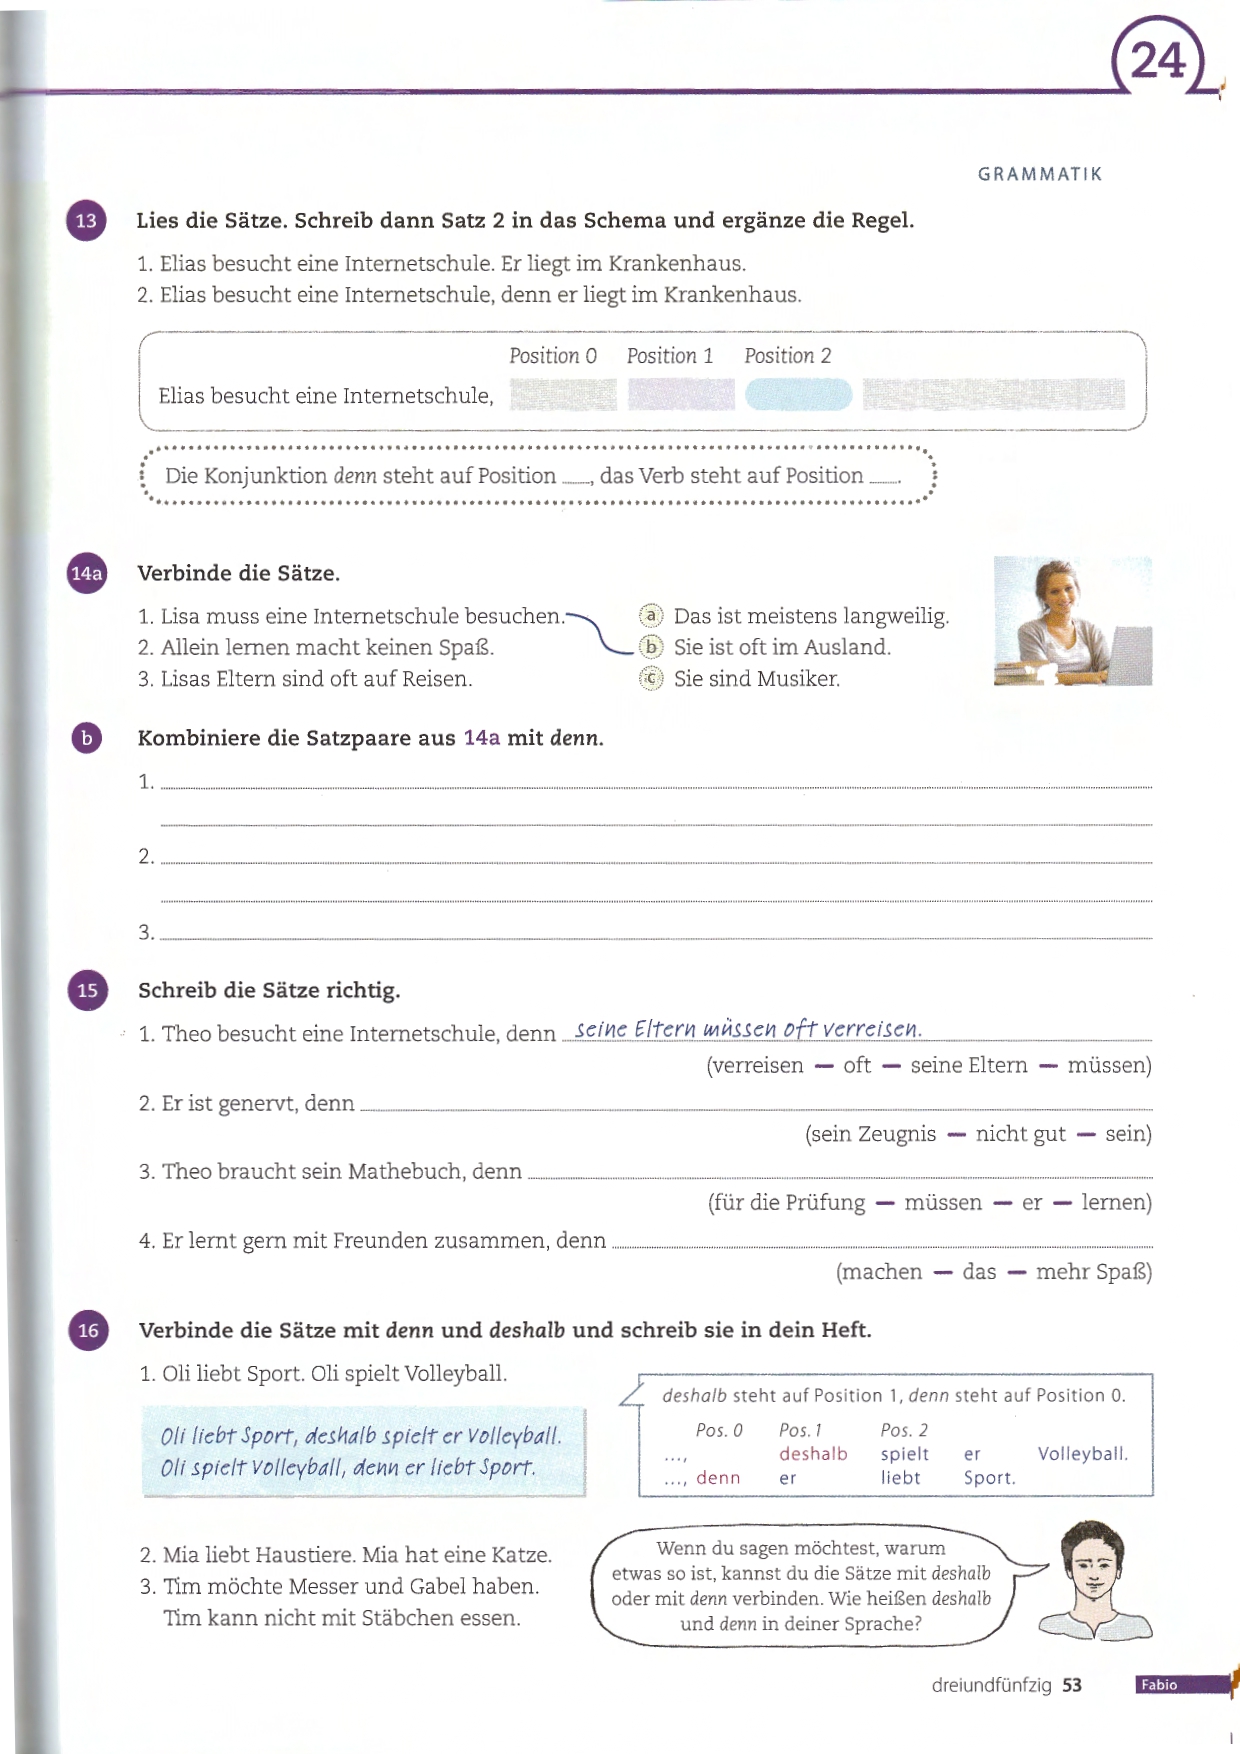 24
GRAMMATIK
13 Lies die Sätze. Schreib dann Satz 2 in das Schema und ergänze die Regel.
1. Elias besucht eine Internetschule. Er liegt im Krankenhaus.
2. Elias besucht eine Internetschule, denn er liegt im Krankenhaus.
Position 0 Position 1 Position 2
Elias besucht eine Internetschule,
Die Konjunktion denn steht auf Position ___, das Verb steht auf Position ___.
14a Verbinde die Sätze.
1. Lisa muss eine Internetschule besuchen. a Das ist meistens langweilig.
2. Allein lernen macht keinen Spaß. b Sie ist oft im Ausland.
3. Lisas Eltern sind oft auf Reisen. c Sie sind Musiker.
b Kombiniere die Satzpaare aus 14a mit denn.
1.
2.
3.
15 Schreib die Sätze richtig.
1. Theo besucht eine Internetschule, denn seine Eltern müssen oft verreisen.
(verreisen – oft – seine Eltern – müssen)
2. Er ist genervt, denn
(sein Zeugnis – nicht gut – sein)
3. Theo braucht sein Mathebuch, denn
(für die Prüfung – müssen – er – lernen)
4. Er lernt gern mit Freunden zusammen, denn
(machen – das – mehr Spaß)
16 Verbinde die Sätze mit denn und deshalb und schreib sie in dein Heft.
1. Oli liebt Sport. Oli spielt Volleyball.
Oli liebt Sport, deshalb spielt er Volleyball.
Oli spielt Volleyball, denn er liebt Sport.
deshalb steht auf Position 1, denn steht auf Position 0.
Pos. 0 Pos. 1 Pos. 2
..., deshalb spielt er Volleyball.
..., denn er liebt Sport.
2. Mia liebt Haustiere. Mia hat eine Katze.
3. Tim möchte Messer und Gabel haben.
Tim kann nicht mit Stäbchen essen.
Wenn du sagen möchtest, warum
etwas so ist, kannst du die Sätze mit deshalb
oder mit denn verbinden. Wie heißen deshalb
und denn in deiner Sprache?
dreiundfünfzig 53
Fabio